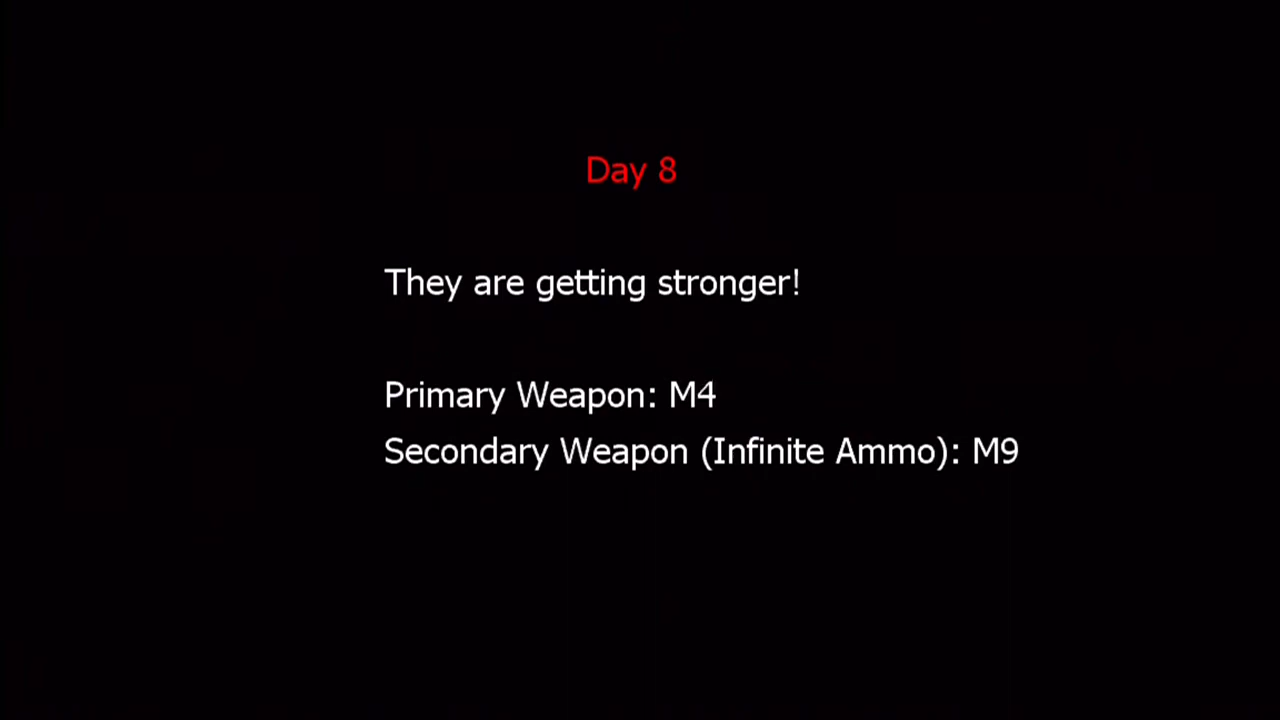 Day 8
They are getting stronger!
Primary Weapon: M4
Secondary Weapon (Infinite Ammo): M9